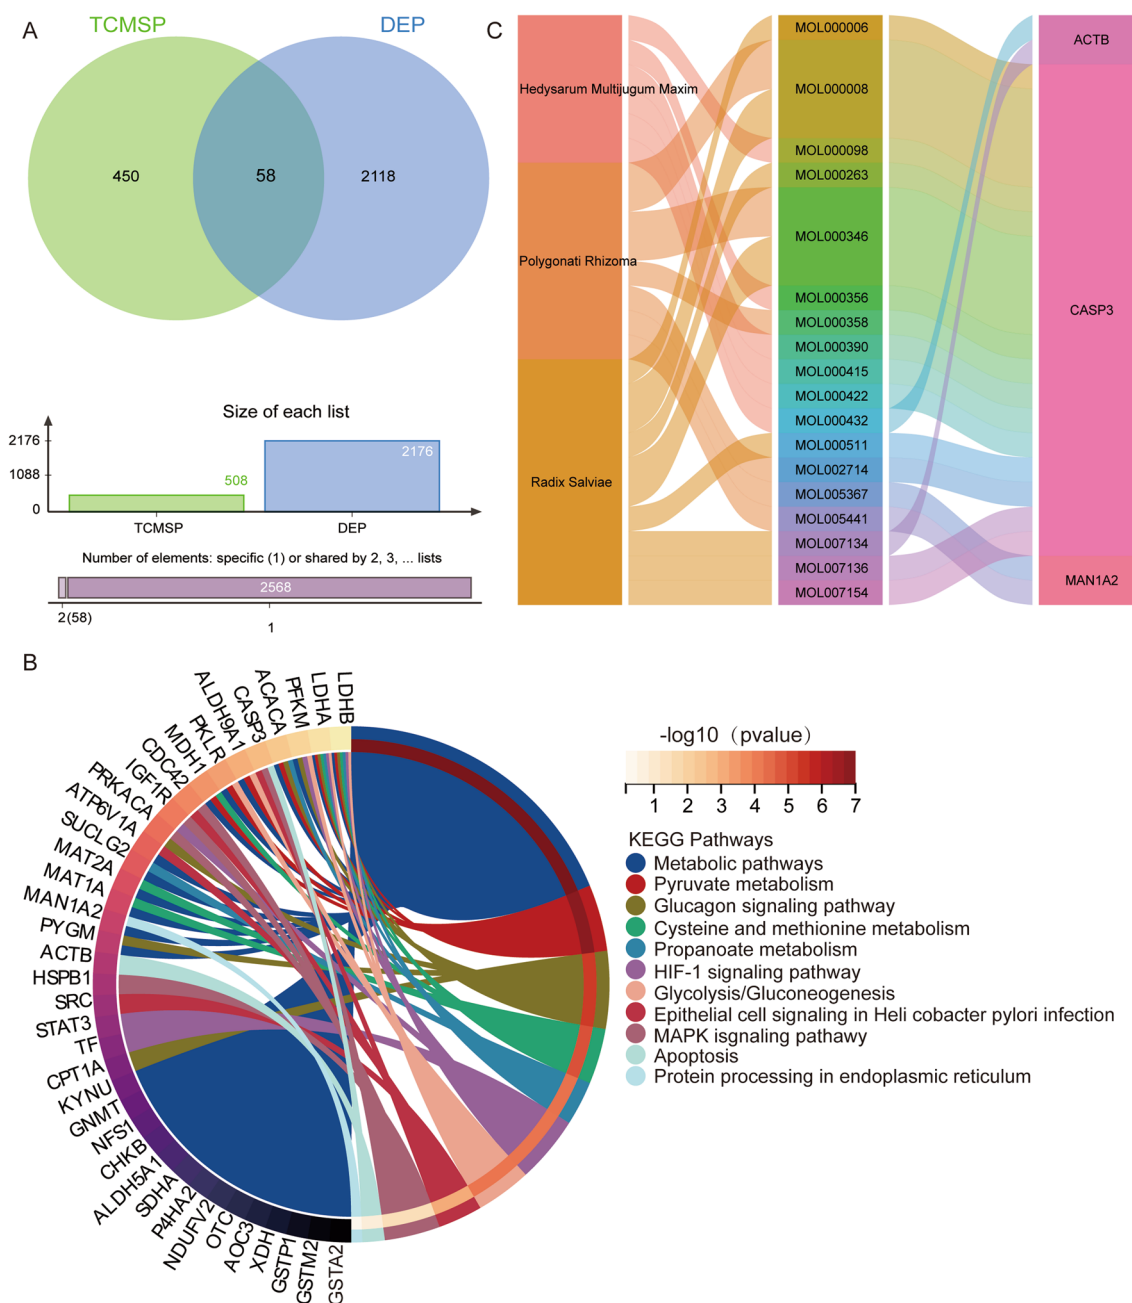 A
TCMSP
DEP
450
58
2118
Size of each list
2176
1088
0
508
2176
TCMSP
DEP
Number of elements: specific (1) or shared by 2, 3, ... lists
2568
2(58)
1
C
Hedysarum Multijugum Maxim
Polygonati Rhizoma
Radix Salviae
MOL000006
MOL000008
MOL000098
MOL000263
MOL000346
MOL000356
MOL000358
MOL000390
MOL000415
MOL000422
MOL000432
MOL000511
MOL002714
MOL005367
MOL005441
MOL007134
MOL007136
MOL007154
ACTB
CASP3
MAN1A2
B
LDHB
LDHA
PFKM
ACACA
CASP3
ALDH9A1
PKLR
MDH1
CDC42
IGF1R
PRKACA
ATP6V1A
SUCLG2
MAT2A
MAT1A
MAN1A2
PYGM
ACTB
HSPB1
SRC
STAT3
TF
CPT1A
KYNU
GNMT
NFS1
CHKB
ALDH5A1
SDHA
P4HA2
NDUFV2
OTC
AOC3
XDH
GSTP1
GSTM2
GSTA2
-log10（pvalue）
1 2 3 4 5 6 7
KEGG Pathways
Metabolic pathways
Pyruvate metabolism
Glucagon signaling pathway
Cysteine and methionine metabolism
Propanoate metabolism
HIF-1 signaling pathway
Glycolysis/Gluconeogenesis
Epithelial cell signaling in Heli cobacter pylori infection
MAPK isgnaling pathawy
Apoptosis
Protein processing in endoplasmic reticulum